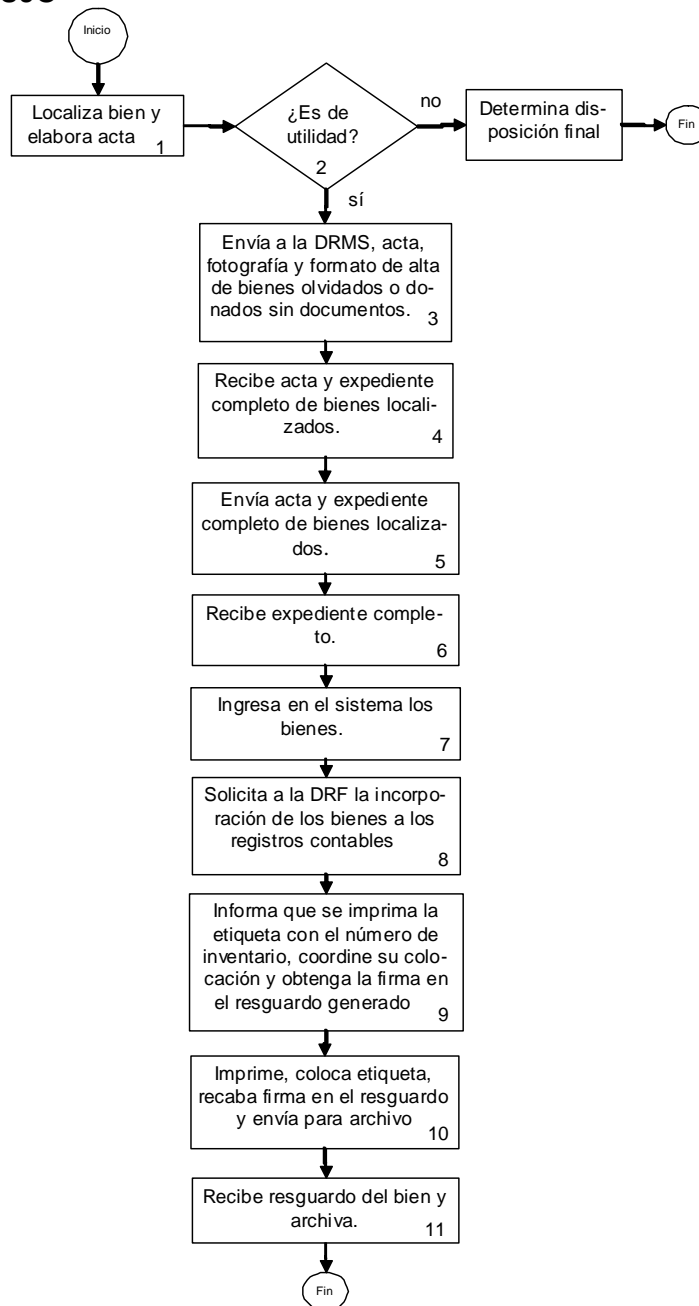 Inicio
Localiza bien y
elabora acta
1
¿Es de
utilidad?
2
no
Determina dis-
posición final
Fin
sí
Envía a la DRMS, acta,
fotografía y formato de alta
de bienes olvidados o do-
nados sin documentos.
3
Recibe acta y expediente
completo de bienes locali-
zados.
4
Envía acta y expediente
completo de bienes localiza-
dos.
5
Recibe expediente comple-
to.
6
Ingresa en el sistema los
bienes.
7
Solicita a la DRF la incorpo-
ración de los bienes a los
registros contables
8
Informa que se imprima la
etiqueta con el número de
inventario, coordine su colo-
cación y obtenga la firma en
el resguardo generado
9
Imprime, coloca etiqueta,
recaba firma en el resguardo
y envía para archivo
10
Recibe resguardo del bien y
archiva.
11
Fin